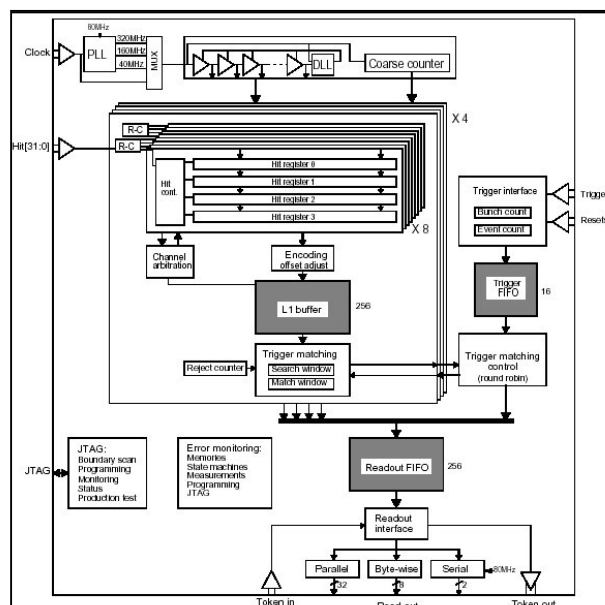 80MHz
Clock
PLL
320MHz
160MHz
40MHz
MUX
DLL
Coarse counter
X 4
Hit[31:0]
R-C
R-C
Hit
cont.
Hit register 0
Hit register 1
Hit register 2
Hit register 3
X 8
Trigger interface
Bunch count
Event count
Trigger
Resets
Channel
arbitration
Encoding
offset adjust
Trigger
FIFO
16
L1 buffer
256
Trigger matching
Search window
Match window
Reject counter
Trigger matching
control
(round robin)
JTAG
JTAG:
Boundary scan
Programming
Monitoring
Status
Production test
Error monitoring:
Memories
State machines
Measurements
Programming
JTAG
Readout FIFO
256
Readout
interface
Parallel
Byte-wise
Serial
80MHz
32
8
2
Token in
Read out
Token out